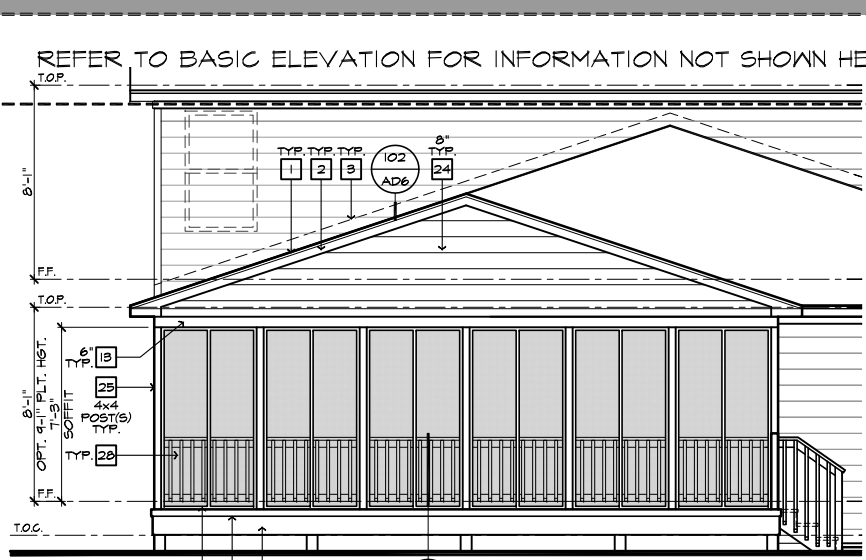 REFER TO BASIC ELEVATION FOR INFORMATION NOT SHOWN HE
T.O.P.
8'-1"
TYP. TYP. TYP.
1 2 3
102
AD6
8"
TYP.
24
F.F.
T.O.P.
8'-1"
OPT. 9'-1" PLT. HGT.
7'-3"
SOFFIT
6"
TYP. 13
25
4x4
POST(S)
TYP.
TYP. 28
F.F.
T.O.C.